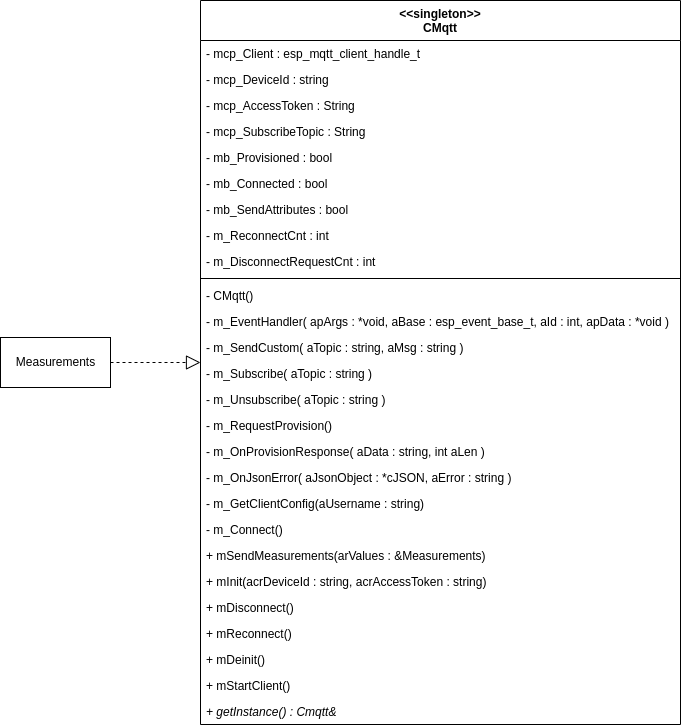 <<singleton>>
CMqtt
- mcp_Client : esp_mqtt_client_handle_t
- mcp_DeviceId : string
- mcp_AccessToken : String
- mcp_SubscribeTopic : String
- mb_Provisioned : bool
- mb_Connected : bool
- mb_SendAttributes : bool
- m_ReconnectCnt : int
- m_DisconnectRequestCnt : int
- CMqtt()
- m_EventHandler( apArgs : *void, aBase : esp_event_base_t, aId : int, apData : *void )
- m_SendCustom( aTopic : string, aMsg : string )
- m_Subscribe( aTopic : string )
- m_Unsubscribe( aTopic : string )
- m_RequestProvision()
- m_OnProvisionResponse( aData : string, int aLen )
- m_OnJsonError( aJsonObject : *cJSON, aError : string )
- m_GetClientConfig(aUsername : string)
- m_Connect()
+ mSendMeasurements(arValues : &Measurements)
+ mInit(acrDeviceId : string, acrAccessToken : string)
+ mDisconnect()
+ mReconnect()
+ mDeinit()
+ mStartClient()
+ getInstance() : Cmqtt&
Measurements